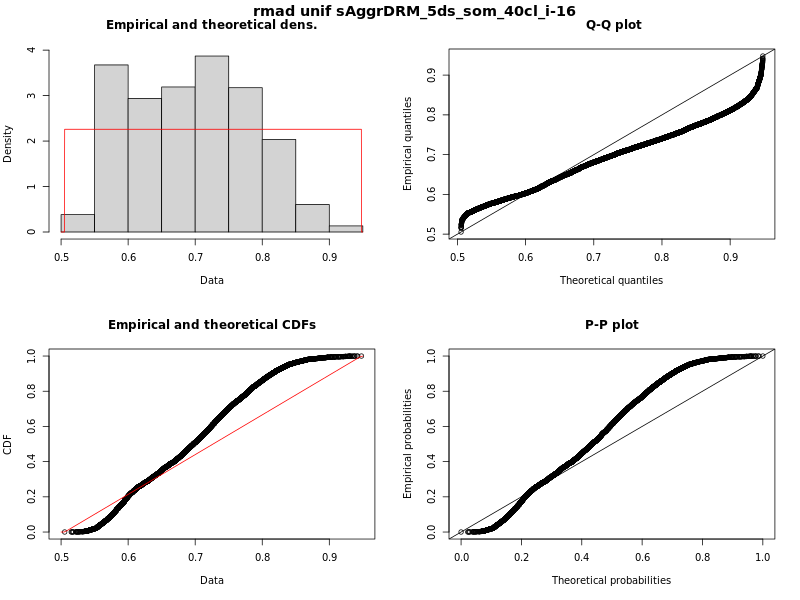 rmad unif sAggrDRM_5ds_som_40cl_i-16
Empirical and theoretical dens.
Density
0 1 2 3 4
0.5 0.6 0.7 0.8 0.9
Data
Q-Q plot
Empirical quantiles
0.5 0.6 0.7 0.8 0.9
0.5 0.6 0.7 0.8 0.9
Theoretical quantiles
Empirical and theoretical CDFs
CDF
0.0 0.2 0.4 0.6 0.8 1.0
0.5 0.6 0.7 0.8 0.9
Data
P-P plot
Empirical probabilities
0.0 0.2 0.4 0.6 0.8 1.0
0.0 0.2 0.4 0.6 0.8 1.0
Theoretical probabilities